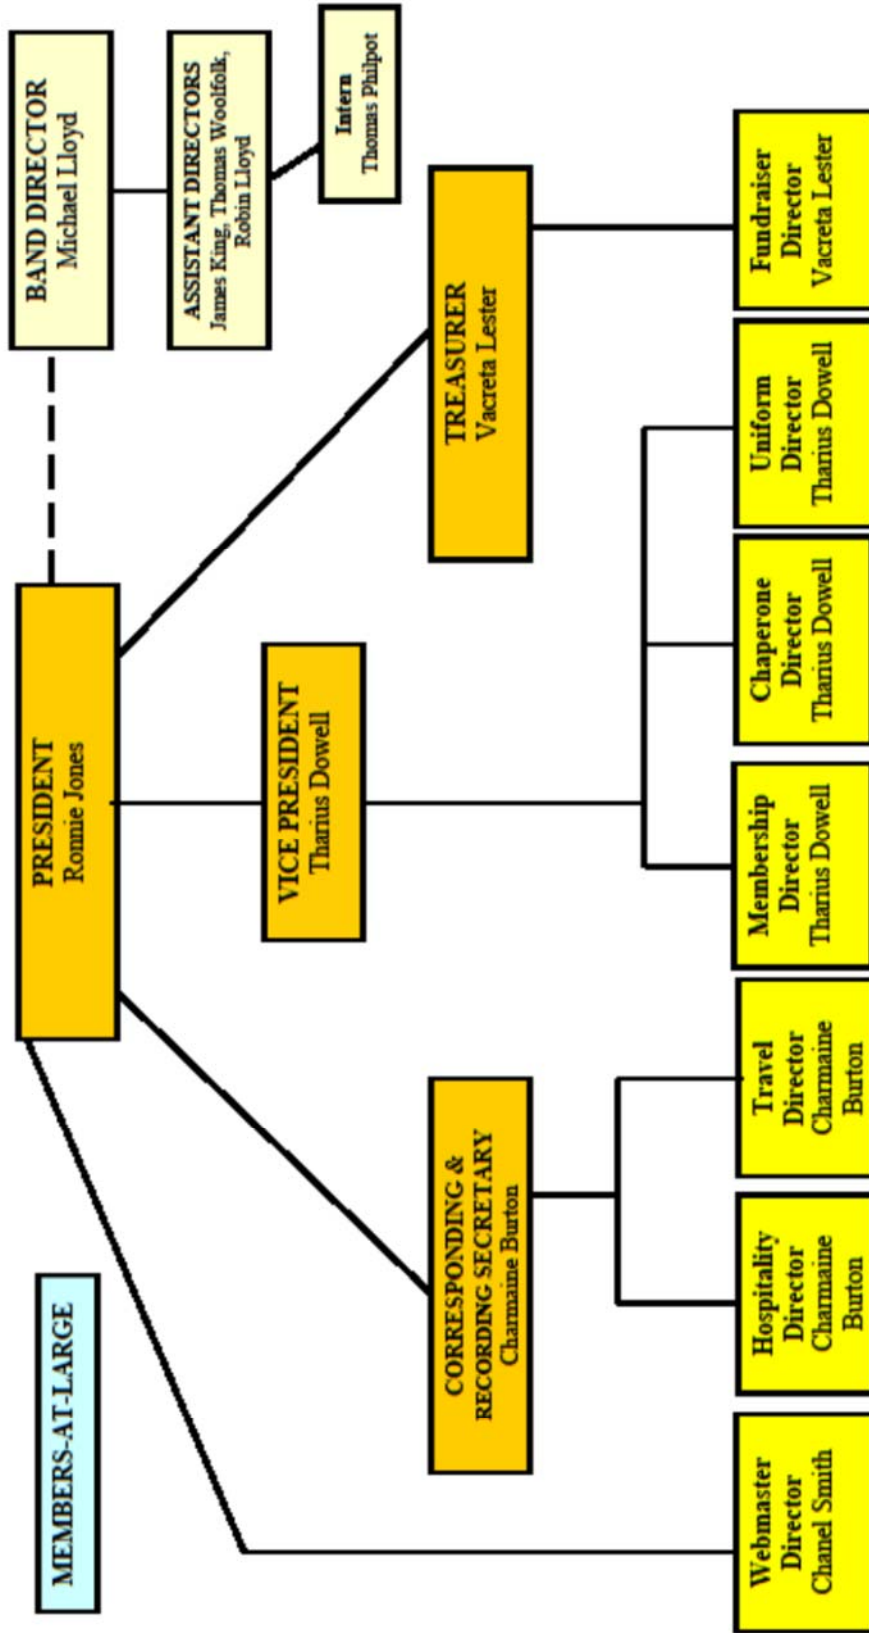 MEMBERS-AT-LARGE
PRESIDENT
Ronnie Jones
BAND DIRECTOR
Michael Lloyd
ASSISTANT DIRECTORS
James King, Thomas Woolfolk,
Robin Lloyd
Intern
Thomas Philpot
VICE PRESIDENT
Tharius Dowell
CORRESPONDING &
RECORDING SECRETARY
Charmaine Burton
TREASURER
Vacreta Lester
Webmaster
Director
Chanel Smith
Hospitality
Director
Charmaine
Burton
Travel
Director
Charmaine
Burton
Membership
Director
Tharius Dowell
Chaperone
Director
Tharius Dowell
Uniform
Director
Tharius Dowell
Fundraiser
Director
Vacreta Lester